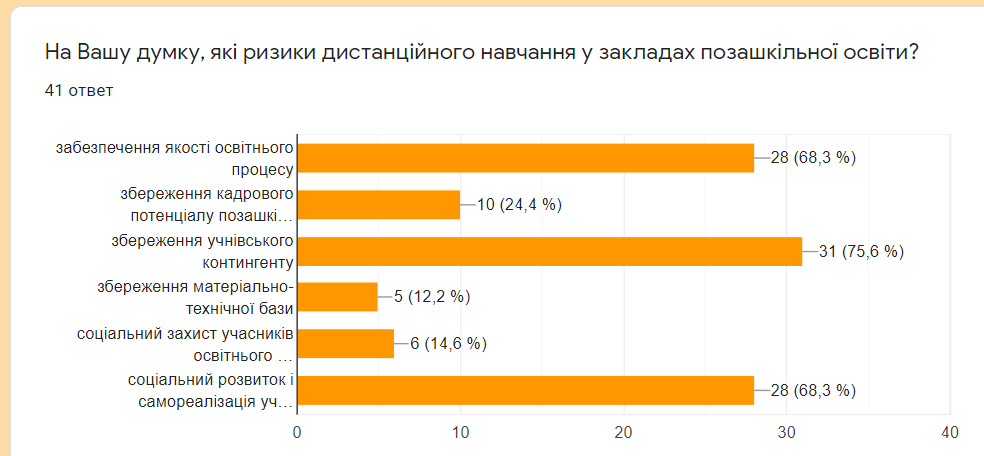 На Вашу думку, які ризики дистанційного навчання у закладах позашкільної освіти?
41 ответ
забезпечення якості освітнього
процесу
28 (68,3 %)
збереження кадрового
потенціалу позашкі…
10 (24,4 %)
збереження учнівського
контингенту
31 (75,6 %)
збереження матеріально-
технічної бази
5 (12,2 %)
соціальний захист учасників
освітнього …
6 (14,6 %)
соціальний розвиток і
самореалізація уч…
28 (68,3 %)
0 10 20 30 40